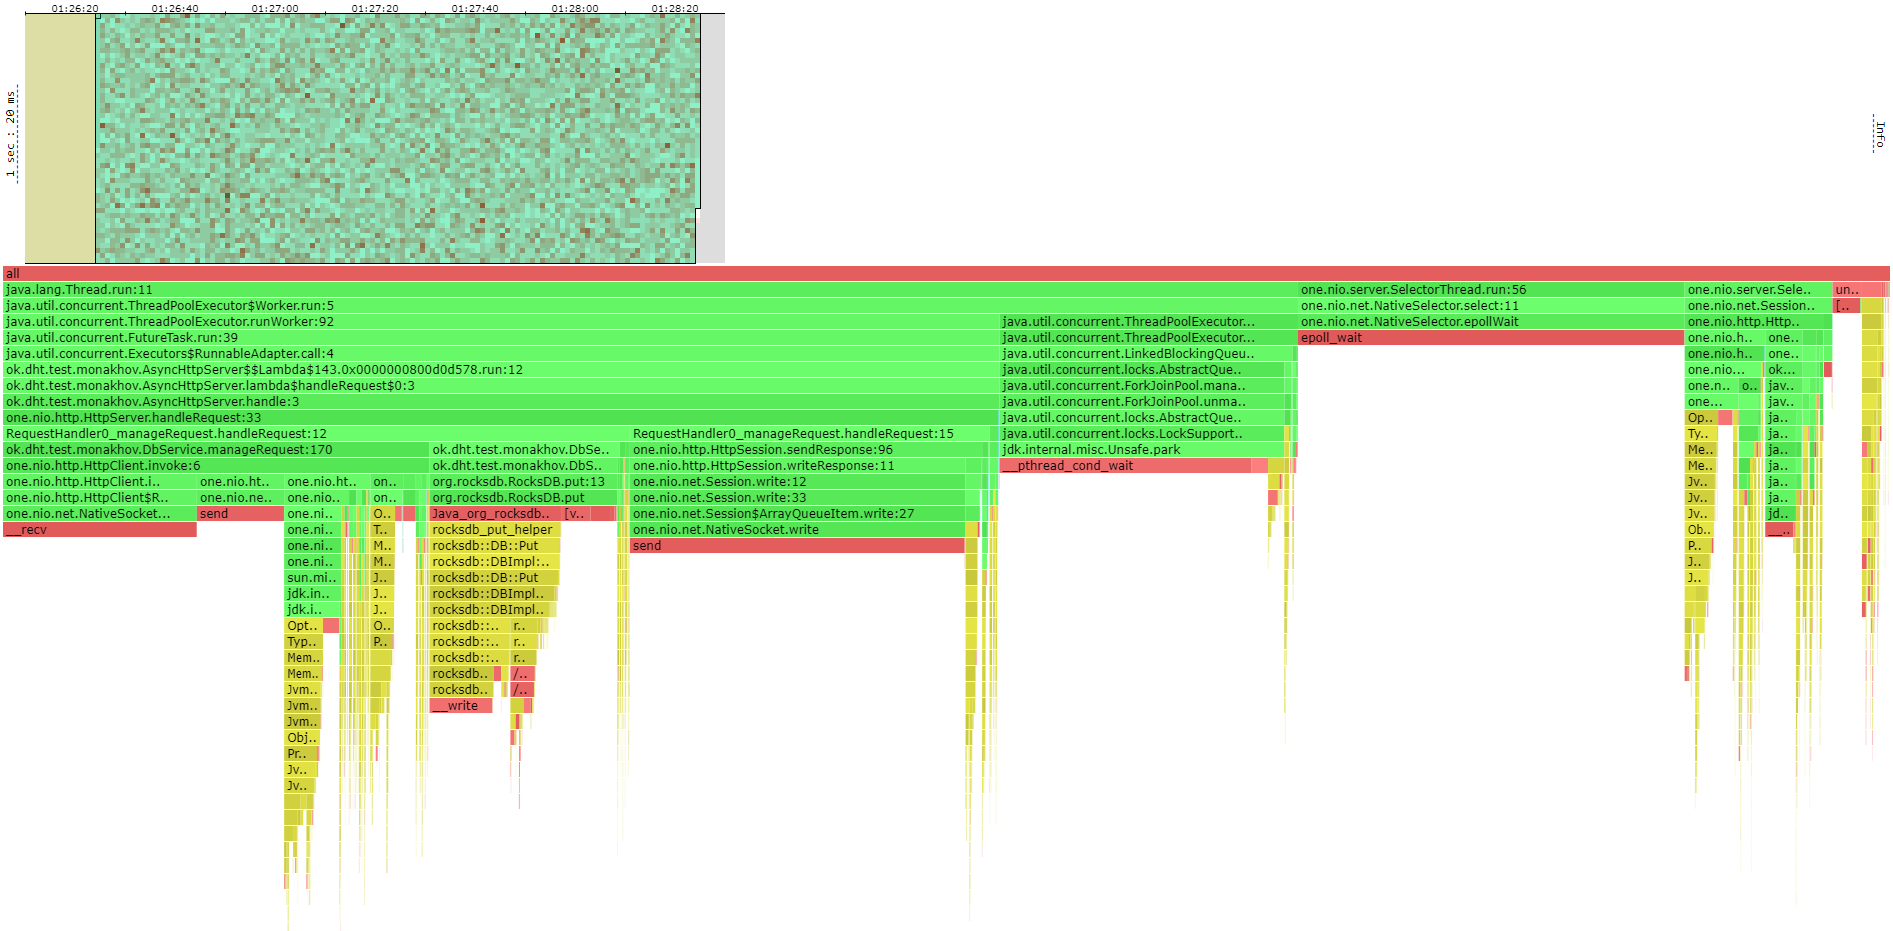 01:26:20 01:26:40 01:27:00 01:27:20 01:27:40 01:28:00 01:28:20
1 sec : 20 ms
Info
all
java.lang.Thread.run:11 one.nio.server.SelectorThread.run:56 one.nio.server.Sele.. un..
java.util.concurrent.ThreadPoolExecutor$Worker.run:5 one.nio.net.NativeSelector.select:11 one.nio.net.Session.. [..
java.util.concurrent.ThreadPoolExecutor.runWorker:92 java.util.concurrent.ThreadPoolExecutor... one.nio.net.NativeSelector.epollWait one.nio.http.Http..
java.util.concurrent.FutureTask.run:39 java.util.concurrent.ThreadPoolExecutor... epoll_wait one.nio.h.. one..
java.util.concurrent.Executors$RunnableAdapter.call:4 java.util.concurrent.LinkedBlockingQueu.. one.nio.h.. one..
ok.dht.test.monakhov.AsyncHttpServer$$Lambda$143.0x0000000800d0d578.run:12 java.util.concurrent.locks.AbstractQue.. one.nio... ok...
ok.dht.test.monakhov.AsyncHttpServer.lambda$handleRequest$0:3 java.util.concurrent.ForkJoinPool.mana.. one.n.. o.. jav..
ok.dht.test.monakhov.AsyncHttpServer.handle:3 java.util.concurrent.ForkJoinPool.unma.. one... jav..
one.nio.http.HttpServer.handleRequest:33 java.util.concurrent.locks.AbstractQue.. Op.. ja..
RequestHandler0_manageRequest.handleRequest:12 RequestHandler0_manageRequest.handleRequest:15 java.util.concurrent.locks.LockSupport.. Ty.. ja..
ok.dht.test.monakhov.DbService.manageRequest:170 ok.dht.test.monakhov.DbSe.. one.nio.http.HttpSession.sendResponse:96 jdk.internal.misc.Unsafe.park Me.. ja..
one.nio.http.HttpClient.invoke:6 ok.dht.test.monakhov.DbS.. one.nio.http.HttpSession.writeResponse:11 __pthread_cond_wait Me.. ja..
one.nio.http.HttpClient.i.. one.nio.ht.. one.nio.ht.. on.. org.rocksdb.RocksDB.put:13 one.nio.net.Session.write:12 Jv.. ja..
one.nio.http.HttpClient$R.. one.nio.ne.. one.nio.. on.. org.rocksdb.RocksDB.put one.nio.net.Session.write:33 Jv.. ja..
one.nio.net.NativeSocket... send one.ni.. O.. Java_org_rocksdb.. [v.. one.nio.net.Session$ArrayQueueItem.write:27 Jv.. jd..
__recv one.ni.. T.. rocksdb_put_helper one.nio.net.NativeSocket.write Ob.. __..
one.ni.. M.. rocksdb::DB::Put send P..
one.ni.. M.. rocksdb::DBImpl:.. J..
sun.mi.. J.. rocksdb::DB::Put J..
jdk.in.. J.. rocksdb::DBImpl..
jdk.i.. J.. rocksdb::DBImpl..
Opt.. O.. rocksdb::.. r..
Typ.. P.. rocksdb::.. r..
Mem.. rocksdb::.. r..
Mem.. rocksdb.. /..
Jvm.. rocksdb.. /..
Jvm.. __write
Jvm..
Obj..
Pr..
Jv..
Jv..